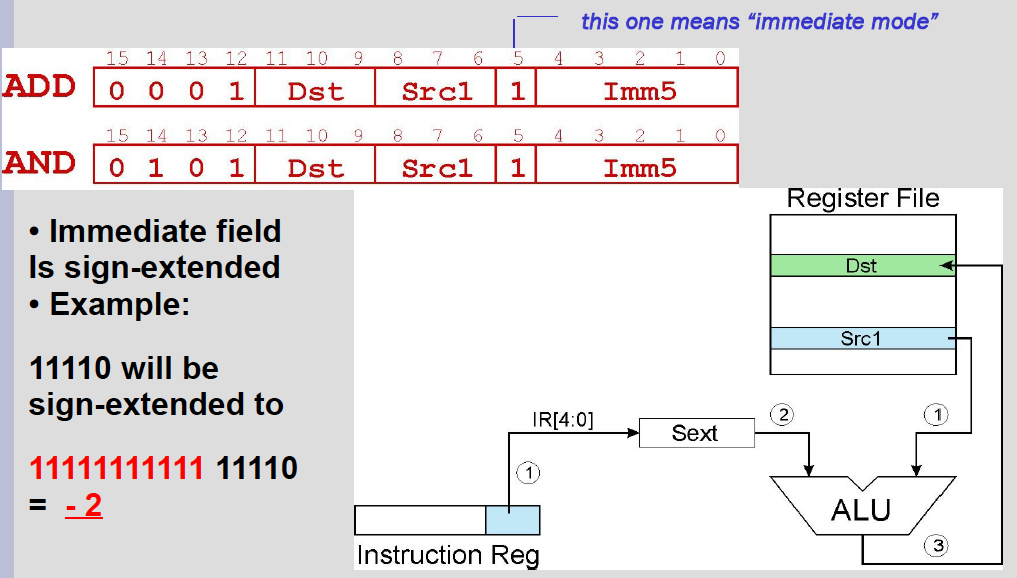 this one means “immediate mode”
15 14 13 12 11 10 9 8 7 6 5 4 3 2 1 0
ADD 0 0 0 1 Dst Src1 1 Imm5
15 14 13 12 11 10 9 8 7 6 5 4 3 2 1 0
AND 0 1 0 1 Dst Src1 1 Imm5
• Immediate field
Is sign-extended
• Example:
11110 will be
sign-extended to
11111111111 11110
= - 2
Register File
Dst
Src1
IR[4:0]
Sext
2
1
1
ALU
3
Instruction Reg